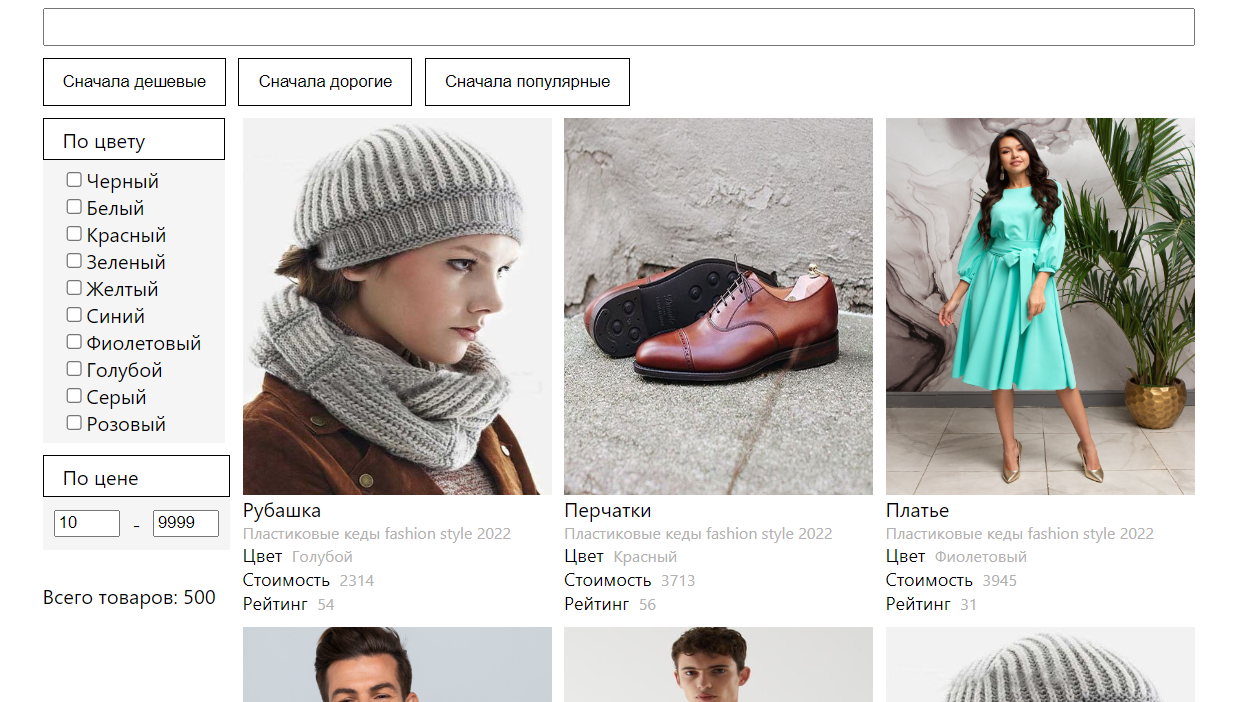 Сначала дешевые
Сначала дорогие
Сначала популярные
По цвету
Черный
Белый
Красный
Зеленый
Желтый
Синий
Фиолетовый
Голубой
Серый
Розовый
По цене
10 - 9999
Всего товаров: 500
Рубашка
Пластиковые кеды fashion style 2022
Цвет Голубой
Стоимость 2314
Рейтинг 54
Перчатки
Пластиковые кеды fashion style 2022
Цвет Красный
Стоимость 3713
Рейтинг 56
Платье
Пластиковые кеды fashion style 2022
Цвет Фиолетовый
Стоимость 3945
Рейтинг 31